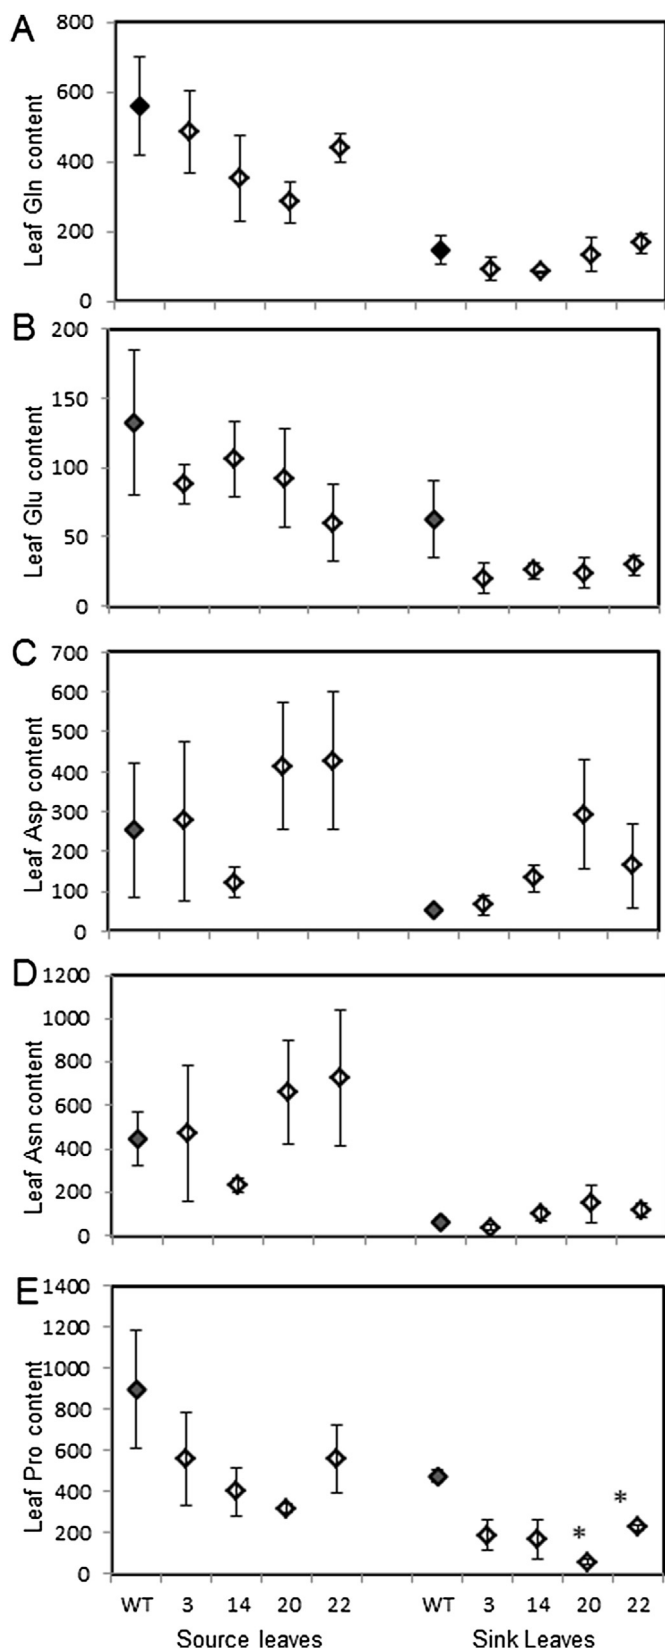 A
800
600
400
200
0
Leaf Gln content
B
200
150
100
50
0
Leaf Glu content
C
700
600
500
400
300
200
100
0
Leaf Asp content
D
1200
1000
800
600
400
200
0
Leaf Asn content
E
1400
1200
1000
800
600
400
200
0
Leaf Pro content
* *
WT 3 14 20 22 WT 3 14 20 22
Source leaves Sink Leaves